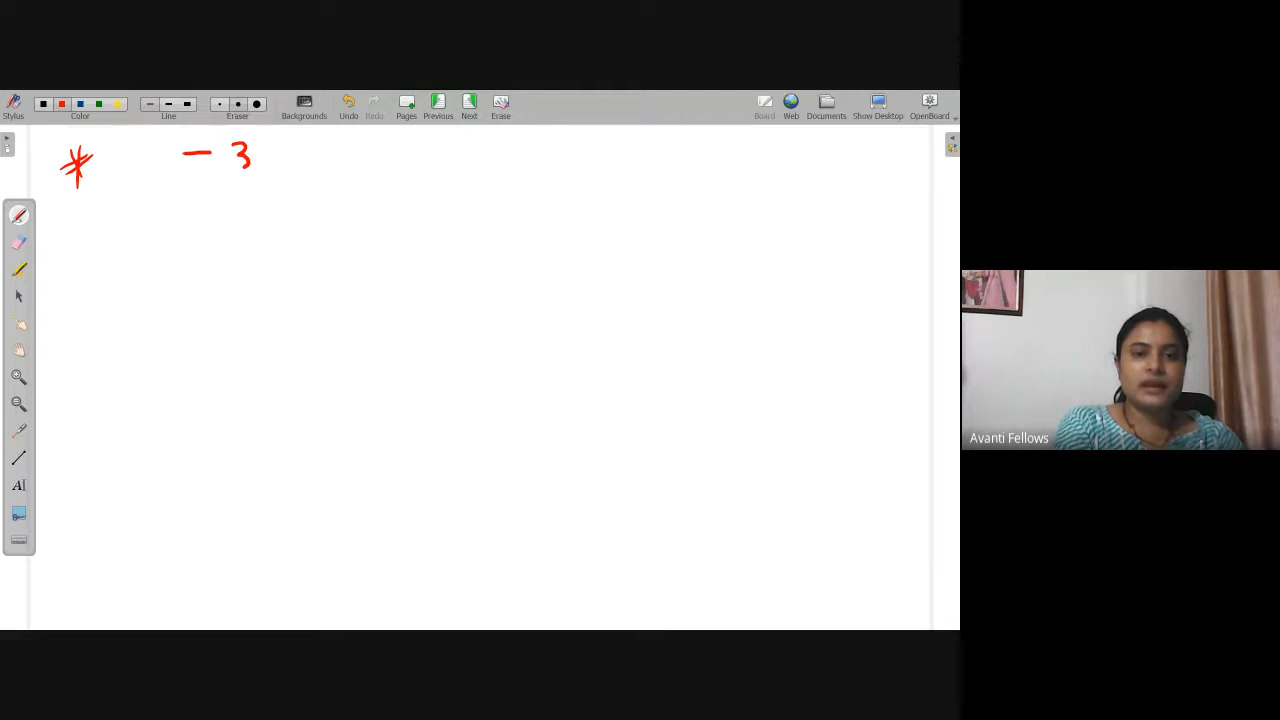 Stylus Color Line Eraser Backgrounds Undo Redo Pages Previous Next Erase Board Web Documents Show Desktop OpenBoard
* - 3
AI
Avanti Fellows